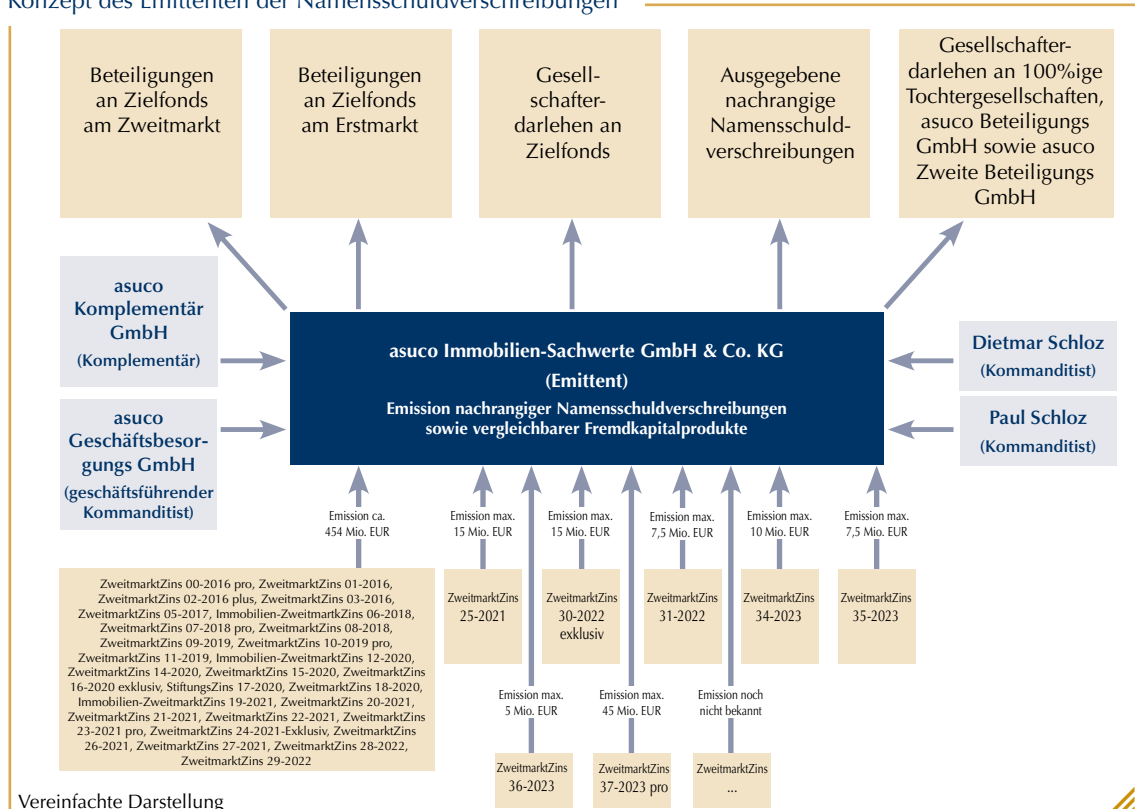 Konzept des Emittenten der Namensschuldverschreibungen
Beteiligungen
an Zielfonds
am Zweitmarkt
Beteiligungen
an Zielfonds
am Erstmarkt
Gesell-
schafter-
darlehen an
Zielfonds
Ausgegebene
nachrangige
Namensschuld-
verschreibungen
Gesellschafter-
darlehen an 100%ige
Tochtergesellschaften,
asuco Beteiligungs
GmbH sowie asuco
Zweite Beteiligungs
GmbH
asuco
Komplementär
GmbH
(Komplementär)
asuco
Geschäftsbesor-
gungs GmbH
(geschäftsführender
Kommanditist)
asuco Immobilien-Sachwerte GmbH & Co. KG
(Emittent)
Emission nachrangiger Namensschuldverschreibungen
sowie vergleichbarer Fremdkapitalprodukte
Dietmar Schloz
(Kommanditist)
Paul Schloz
(Kommanditist)
Emission ca.
454 Mio. EUR
Emission max.
15 Mio. EUR
Emission max.
15 Mio. EUR
Emission max.
7,5 Mio. EUR
Emission max.
10 Mio. EUR
Emission max.
7,5 Mio. EUR
ZweitmarktZins 00-2016 pro, ZweitmarktZins 01-2016,
ZweitmarktZins 02-2016 plus, ZweitmarktZins 03-2016,
ZweitmarktZins 05-2017, Immobilien-ZweitmartkZins 06-2018,
ZweitmarktZins 07-2018 pro, ZweitmarktZins 08-2018,
ZweitmarktZins 09-2019, ZweitmarktZins 10-2019 pro,
ZweitmarktZins 11-2019, Immobilien-ZweitmarktZins 12-2020,
ZweitmarktZins 14-2020, ZweitmarktZins 15-2020, ZweitmarktZins
16-2020 exklusiv, StiftungsZins 17-2020, ZweitmarktZins 18-2020,
Immobilien-ZweitmarktZins 19-2021, ZweitmarktZins 20-2021,
ZweitmarktZins 21-2021, ZweitmarktZins 22-2021, ZweitmarktZins
23-2021 pro, ZweitmarktZins 24-2021-Exklusiv, ZweitmarktZins
26-2021, ZweitmarktZins 27-2021, ZweitmarktZins 28-2022,
ZweitmarktZins 29-2022
ZweitmarktZins
25-2021
ZweitmarktZins
30-2022
exklusiv
ZweitmarktZins
31-2022
ZweitmarktZins
34-2023
ZweitmarktZins
35-2023
Emission max.
5 Mio. EUR
Emission max.
45 Mio. EUR
Emission noch
nicht bekannt
ZweitmarktZins
36-2023
ZweitmarktZins
37-2023 pro
ZweitmarktZins
...
Vereinfachte Darstellung